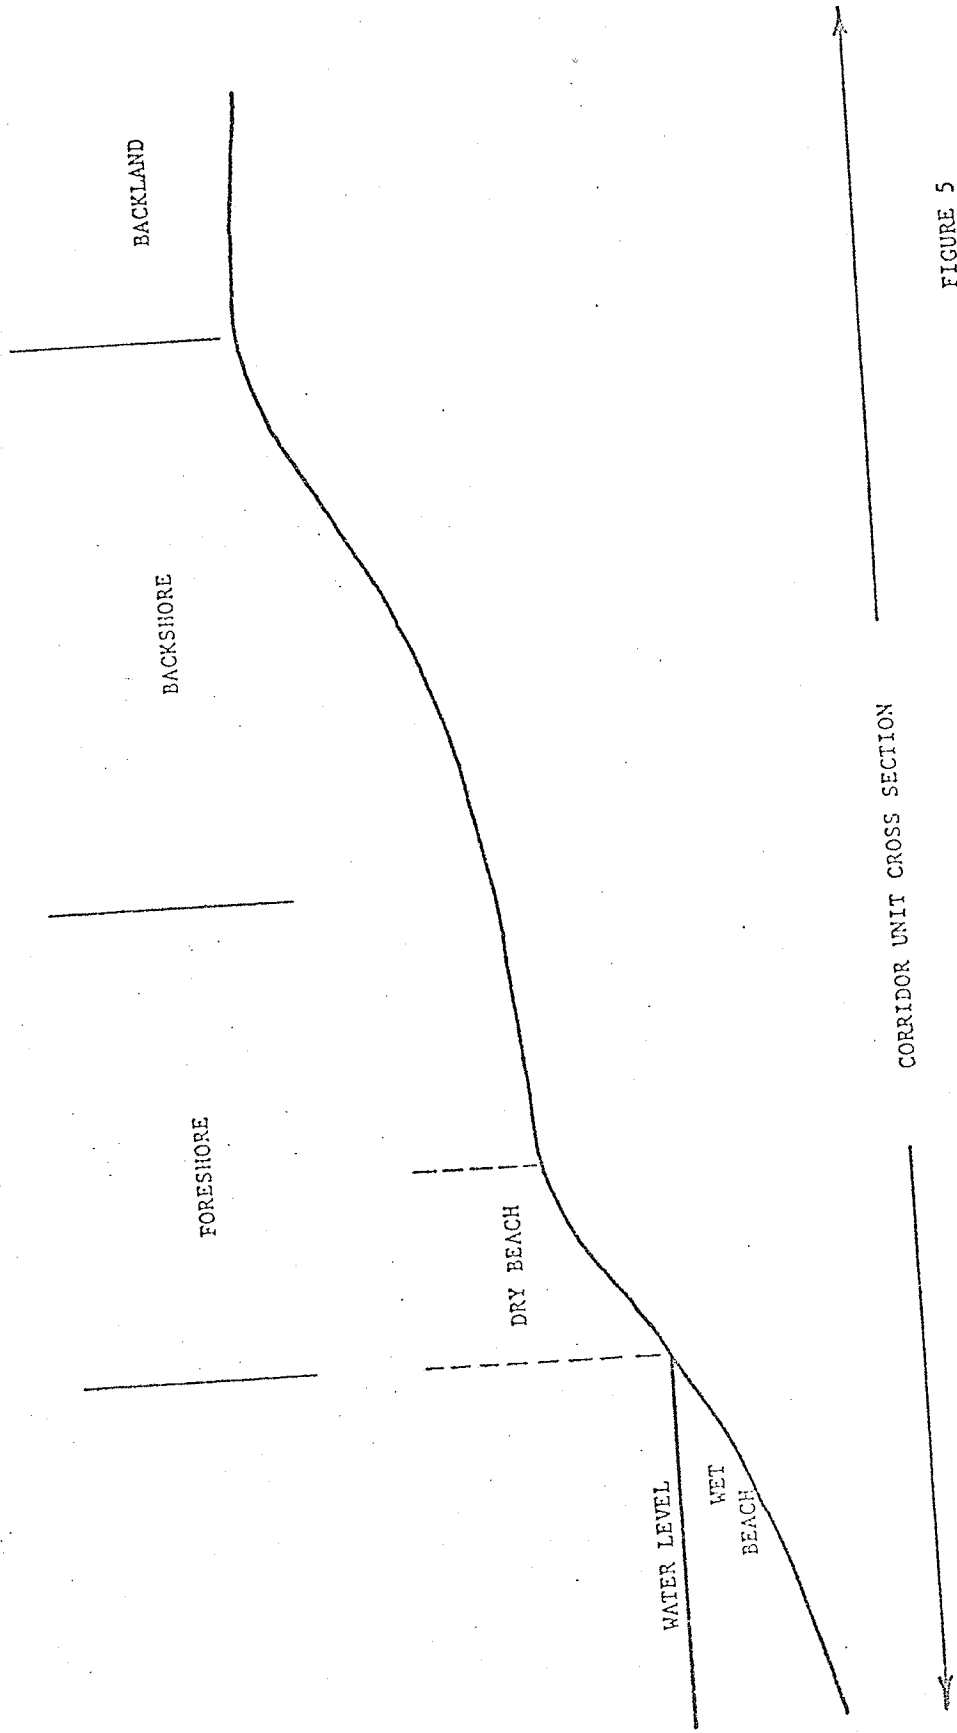 BACKLAND
BACKSHORE
FORESHORE
DRY BEACH
WATER LEVEL
WET
BEACH
CORRIDOR UNIT CROSS SECTION
FIGURE 5